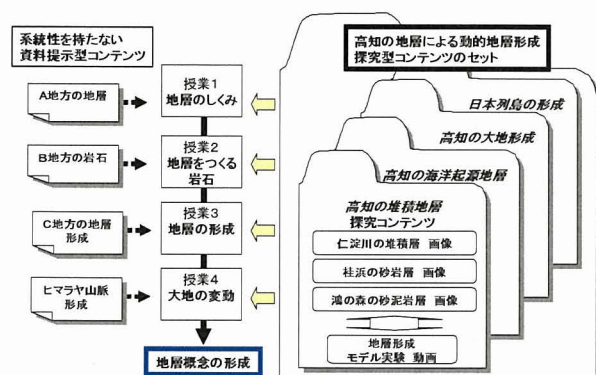 系統性を持たない
資料提示型コンテンツ
A地方の地層
B地方の岩石
C地方の地層
形成
ヒマラヤ山脈
形成
授業1
地層のしくみ
授業2
地層をつくる
岩石
授業3
地層の形成
授業4
大地の変動
地層概念の形成
高知の地層による動的地層形成
探究型コンテンツのセット
日本列島の形成
高知の大地形成
高知の海洋起源地層
高知の堆積地層
探究コンテンツ
仁淀川の堆積層 画像
桂浜の砂岩層 画像
鴻の森の砂泥岩層 画像
地層形成
モデル実験 動画